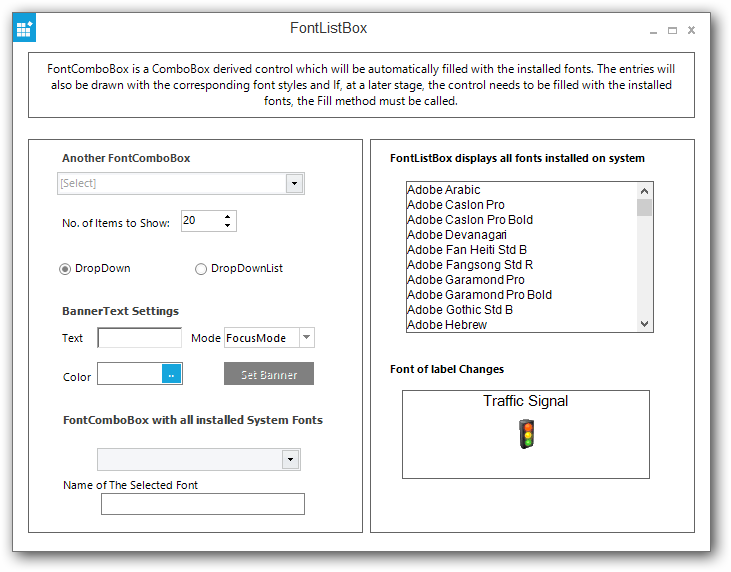 FontListBox
FontComboBox is a ComboBox derived control which will be automatically filled with the installed fonts. The entries will
also be drawn with the corresponding font styles and If, at a later stage, the control needs to be filled with the installed
fonts, the Fill method must be called.
Another FontComboBox
[Select]
No. of Items to Show: 20
DropDown DropDownList
BannerText Settings
Text Mode FocusMode
Color .. Set Banner
FontComboBox with all installed System Fonts
Name of The Selected Font
FontListBox displays all fonts installed on system
Adobe Arabic
Adobe Caslon Pro
Adobe Caslon Pro Bold
Adobe Devanagari
Adobe Fan Heiti Std B
Adobe Fangsong Std R
Adobe Garamond Pro
Adobe Garamond Pro Bold
Adobe Gothic Std B
Adobe Hebrew
Font of label Changes
Traffic Signal